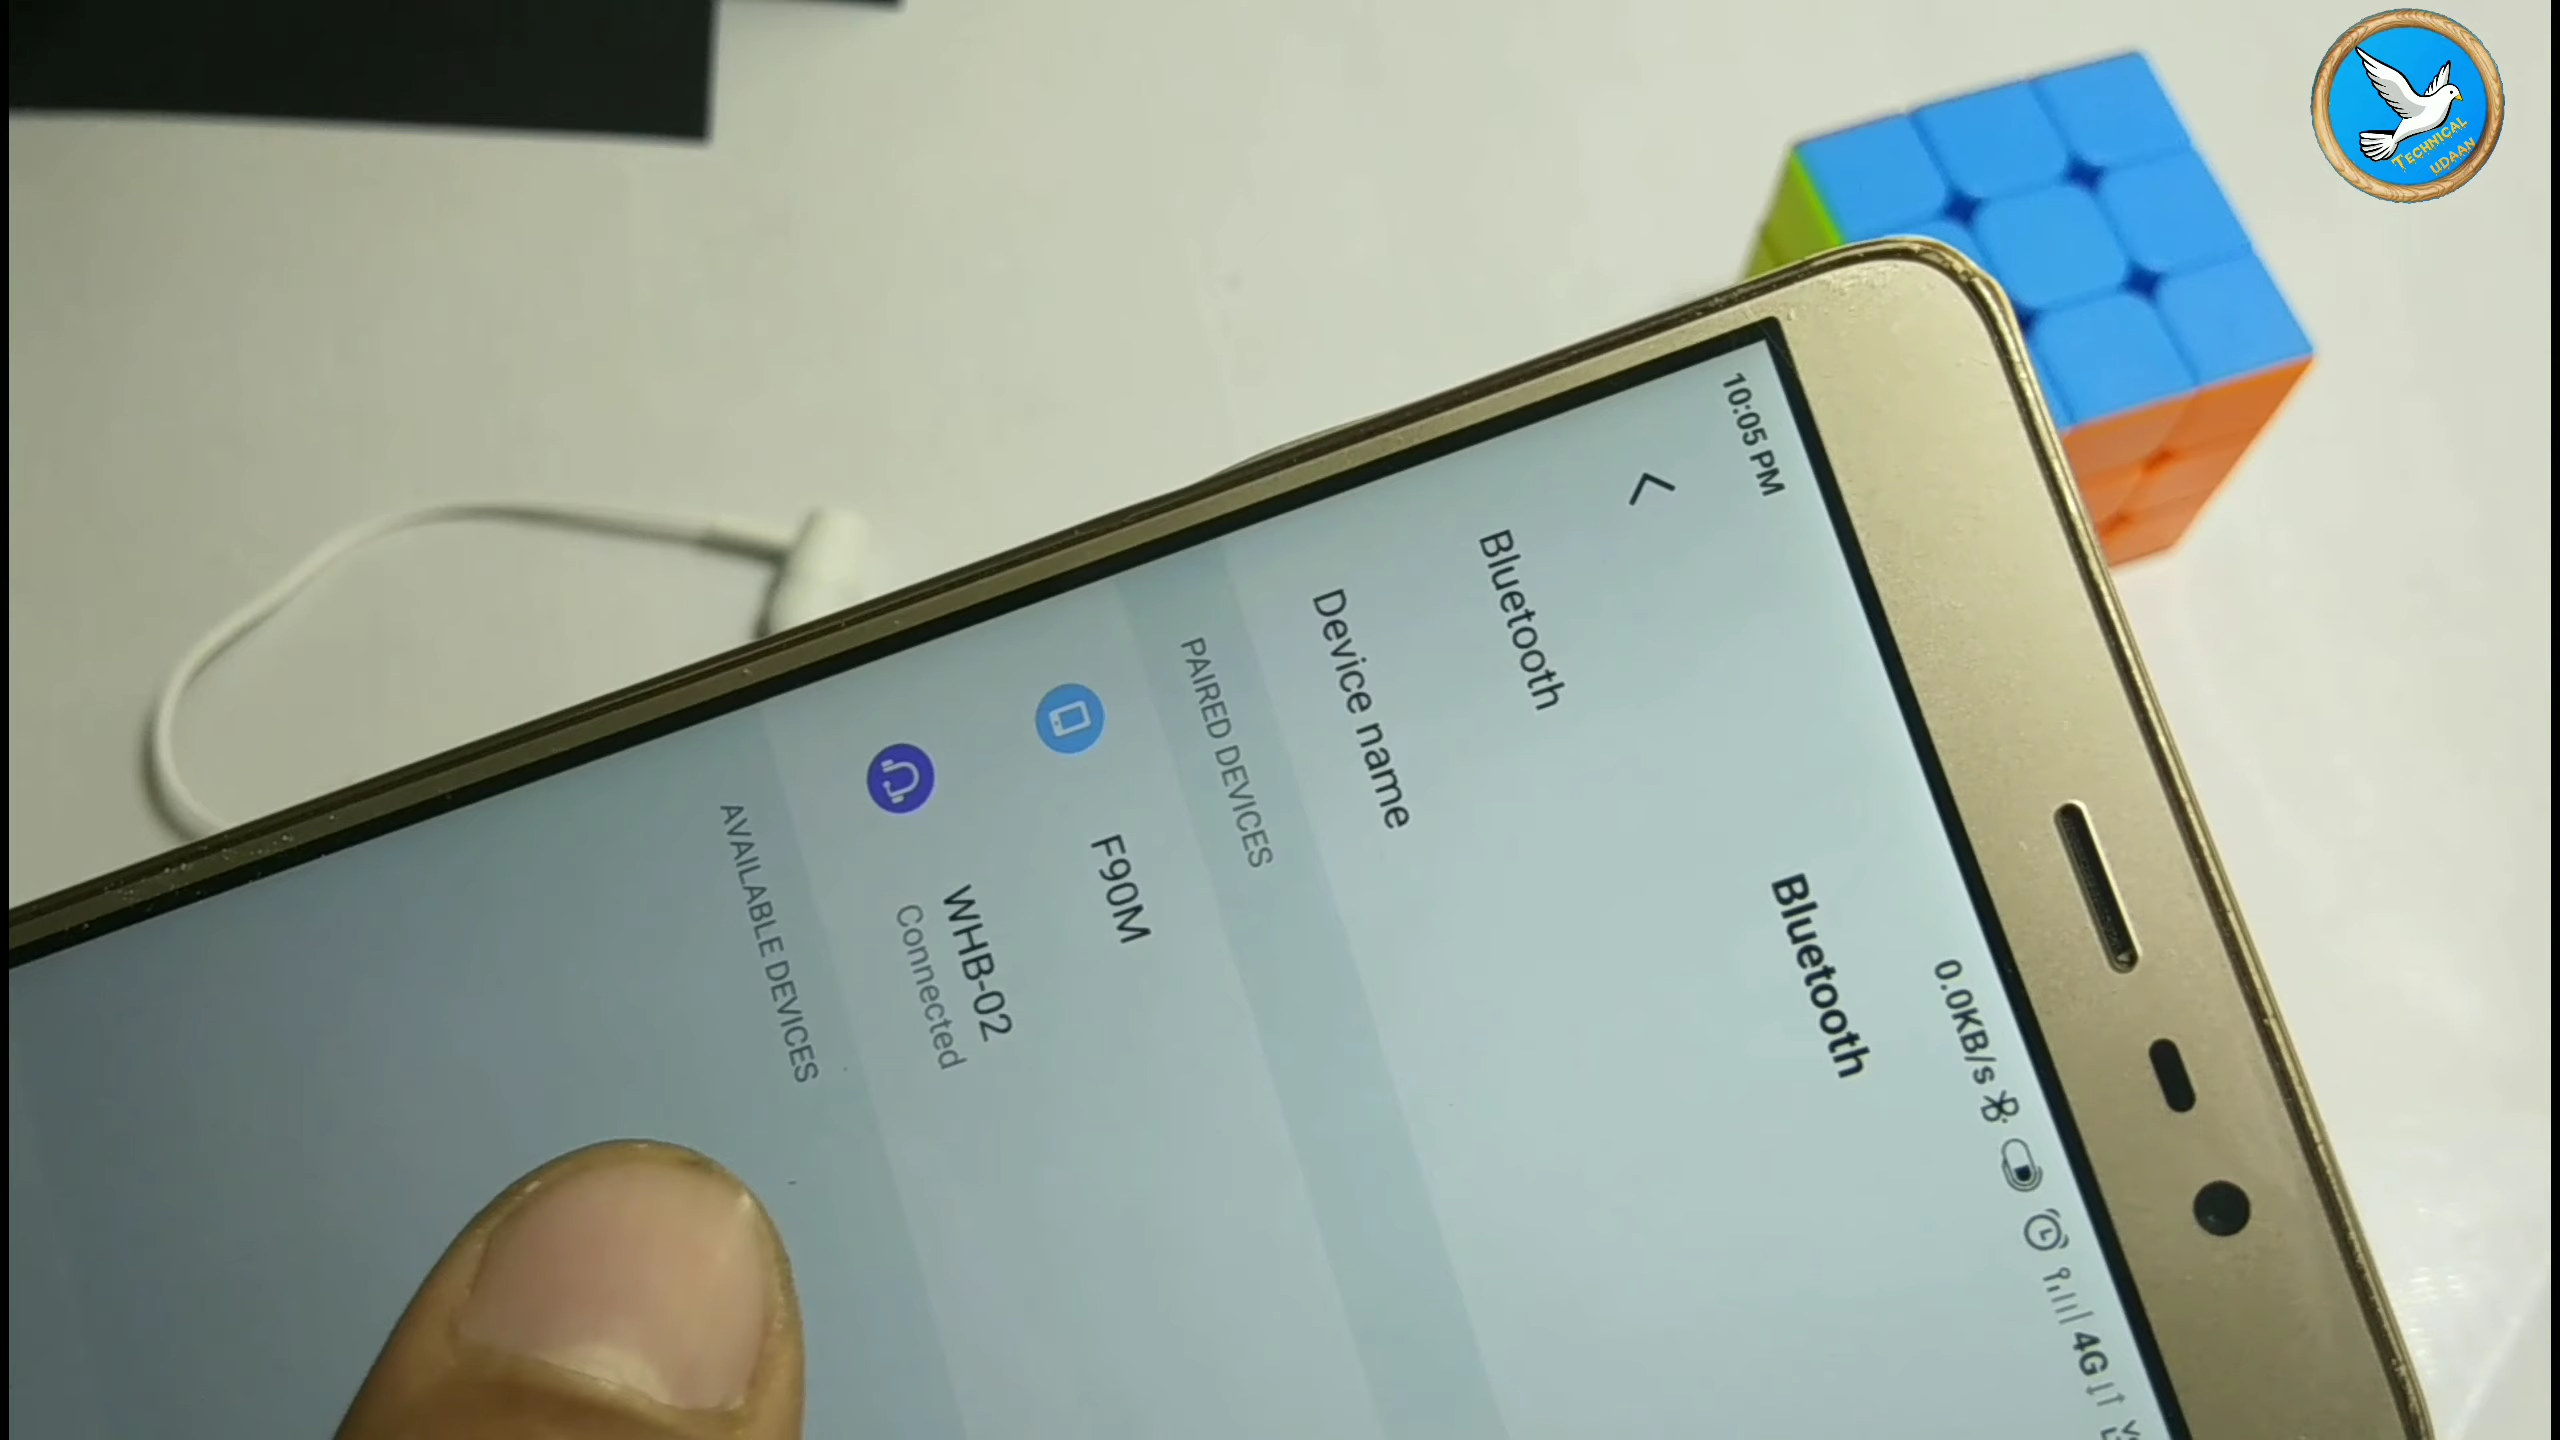 10:05 PM
0.0KB/s
4G
Bluetooth
Bluetooth
Device name
PAIRED DEVICES
F90M
WHB-02
Connected
AVAILABLE DEVICES
TECHNICAL
UDAAN